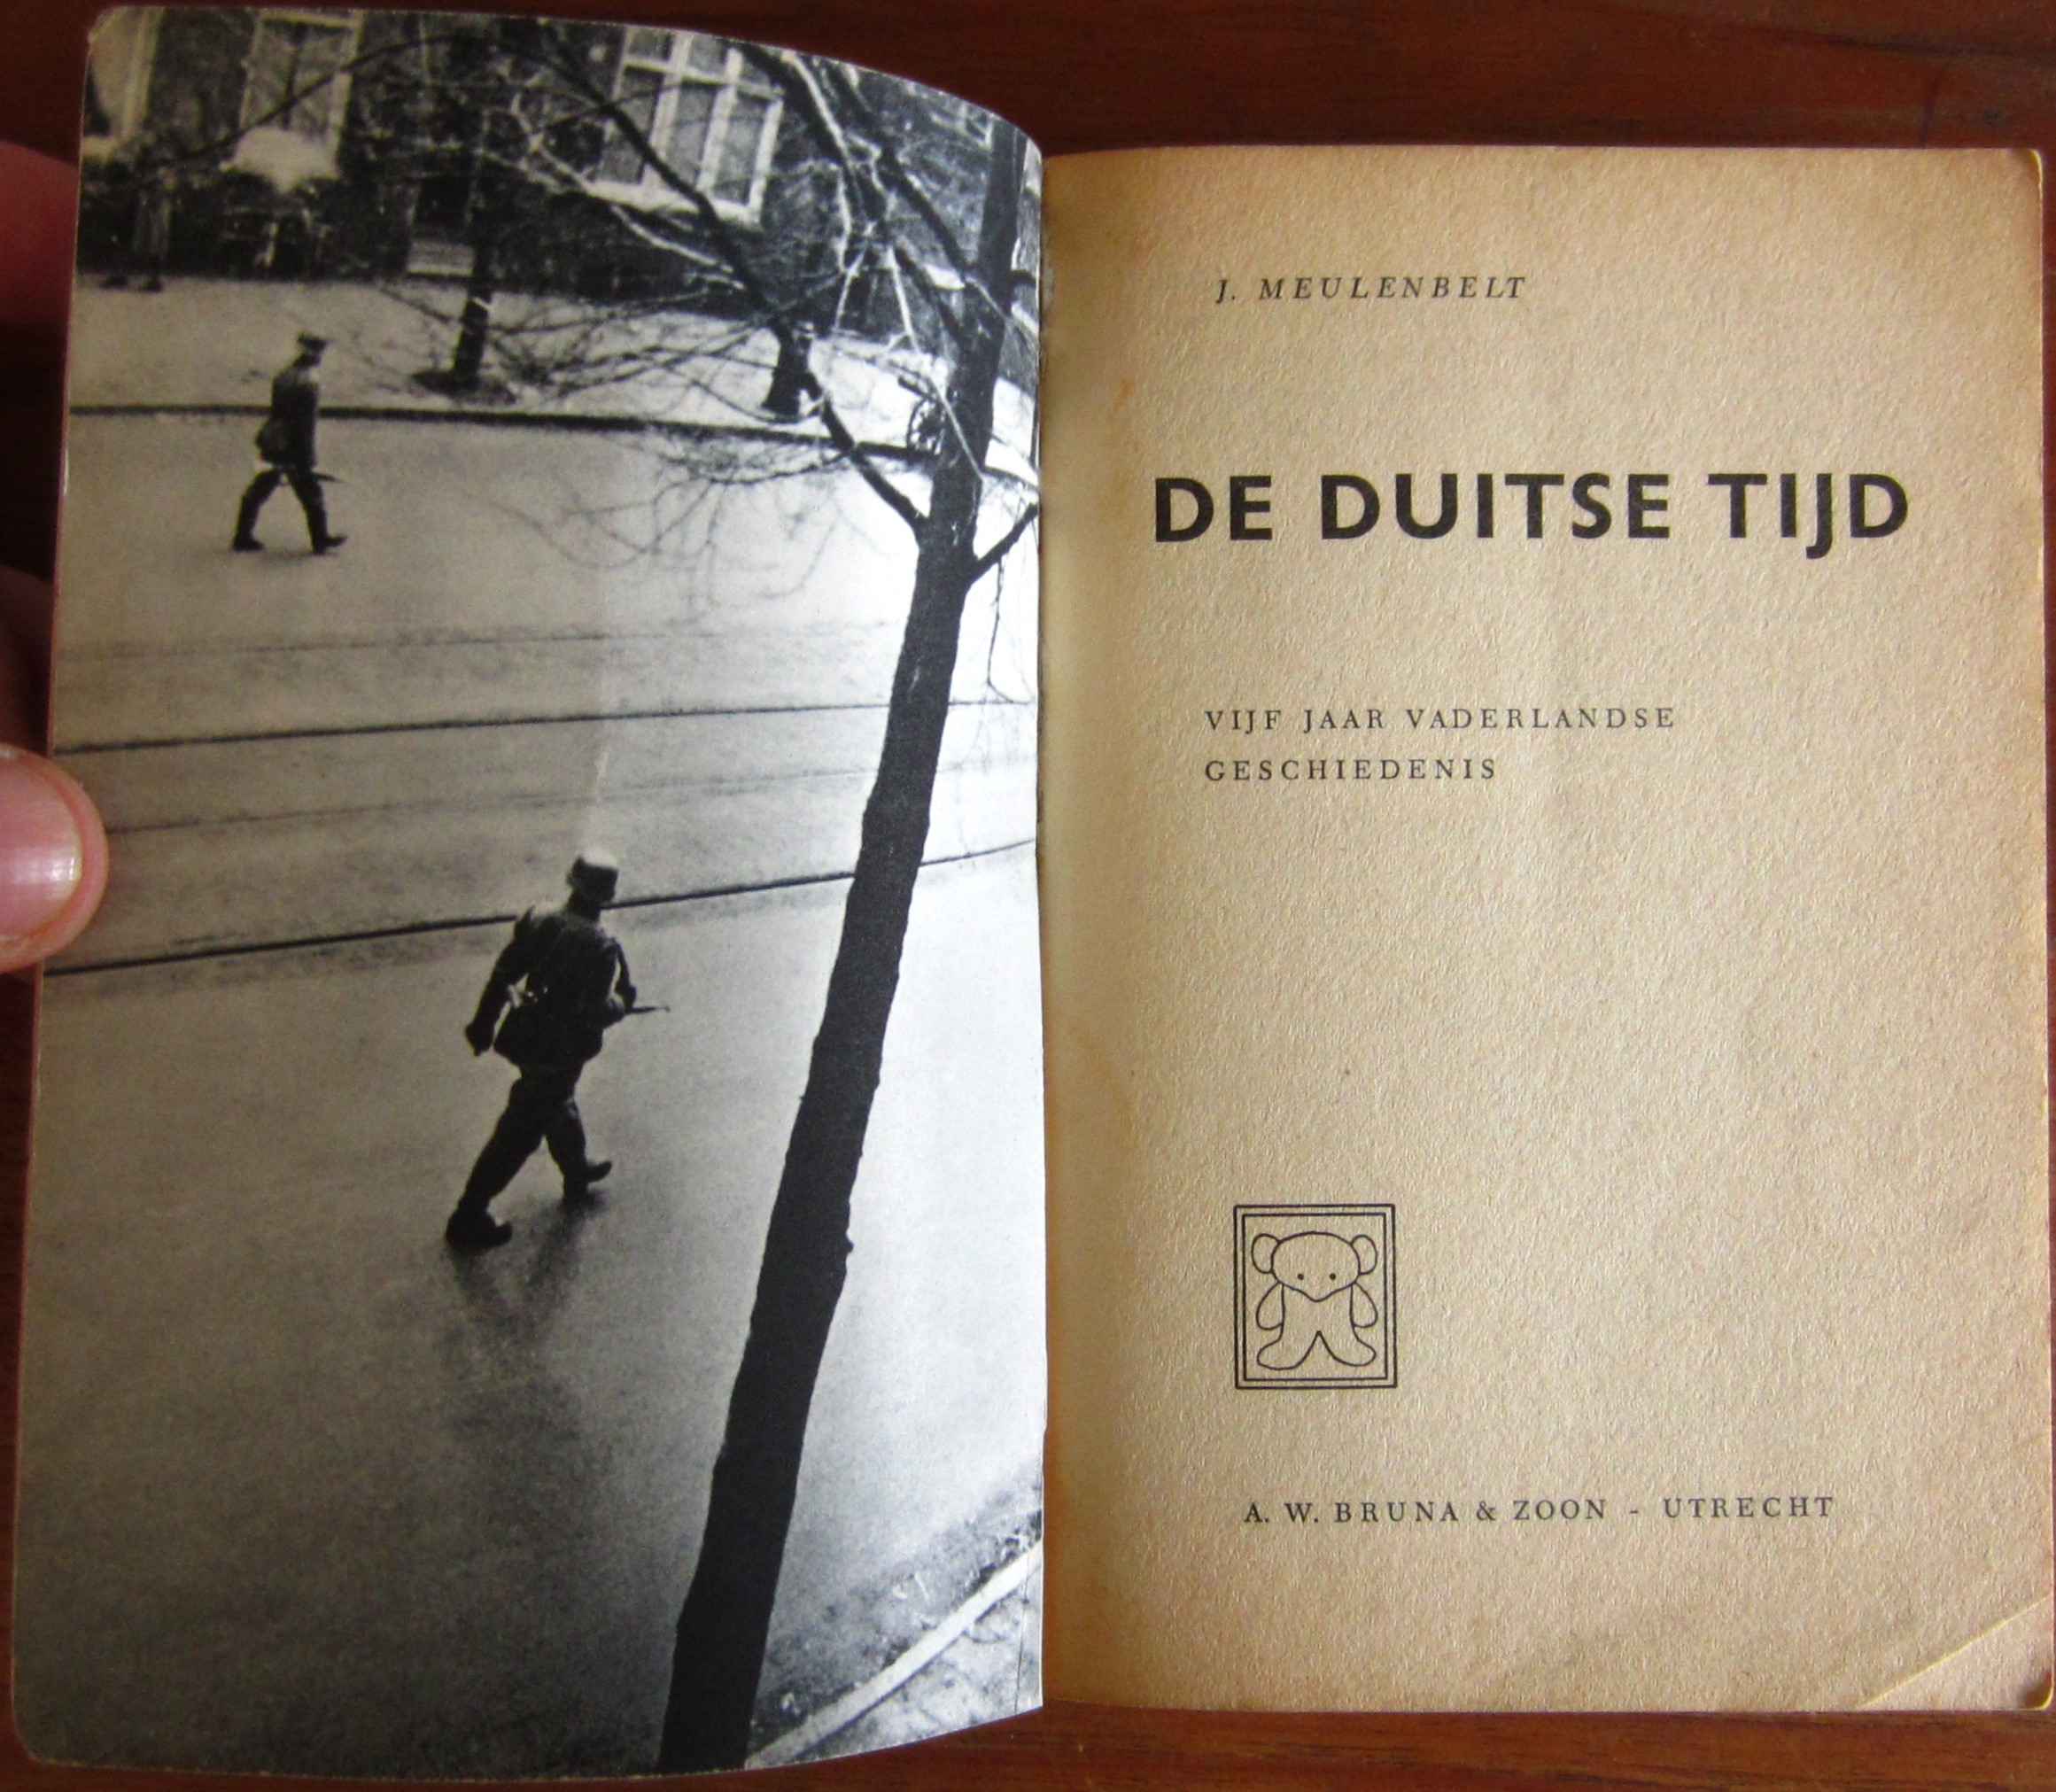 J. MEULENBELT
DE DUITSE TIJD
VIJF JAAR VADERLANDSE
GESCHIEDENIS
A. W. BRUNA & ZOON - UTRECHT